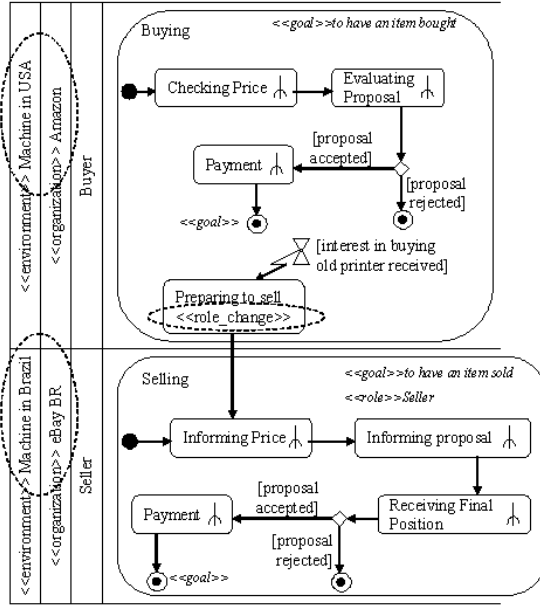 <<environment>> Machine in USA
<<organization>> Amazon
Buyer
Buying
<<goal>>to have an item bought
Checking Price
Evaluating
Proposal
[proposal
accepted]
Payment
[proposal
rejected]
<<goal>>
[interest in buying
old printer received]
Preparing to sell
<<role_change>>
<<environment>> Machine in Brazil
<<organization>> eBay BR
Seller
Selling
<<goal>>to have an item sold
<<role>>Seller
Informing Price
Informing proposal
[proposal
accepted]
Payment
Receiving Final
Position
[proposal
rejected]
<<goal>>